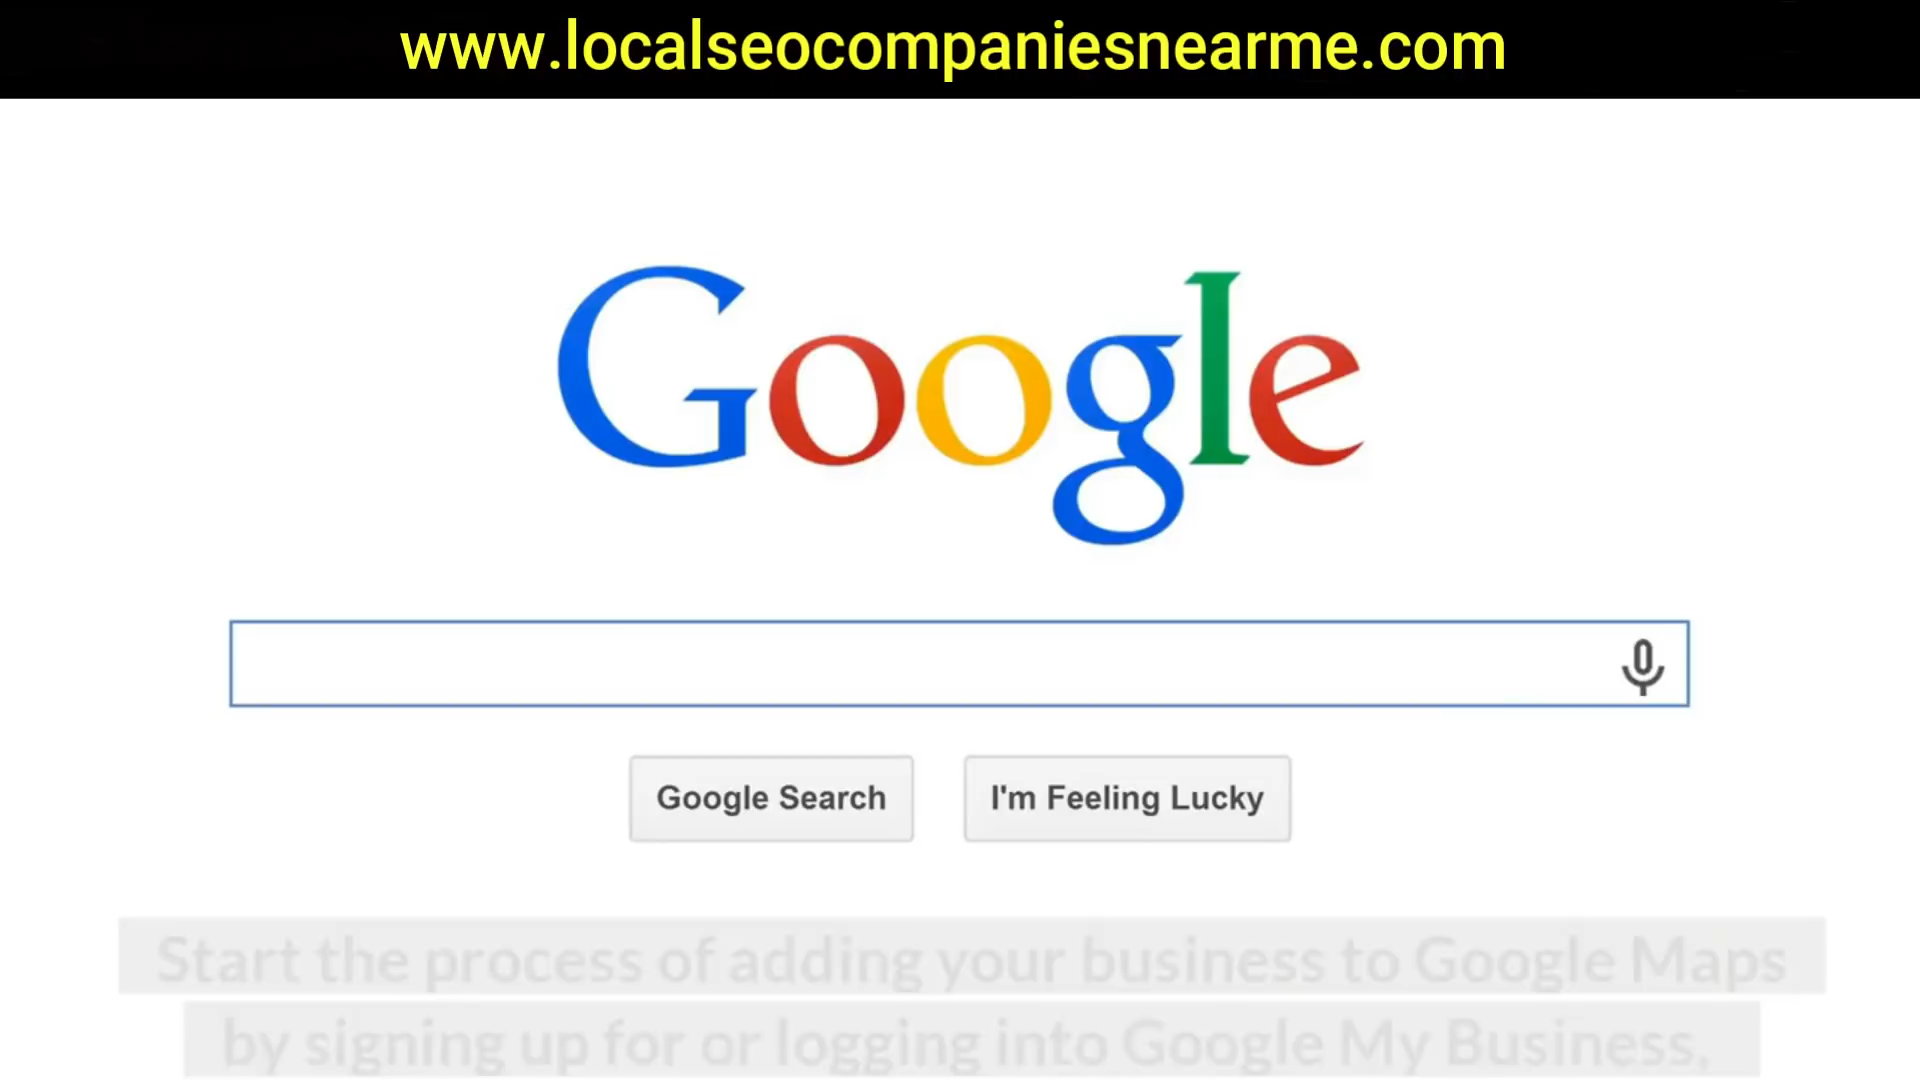 www.localseocompaniesnearme.com
Google
Google Search
I'm Feeling Lucky
Start the process of adding your business to Google Maps
by signing up for or logging into Google My Business,